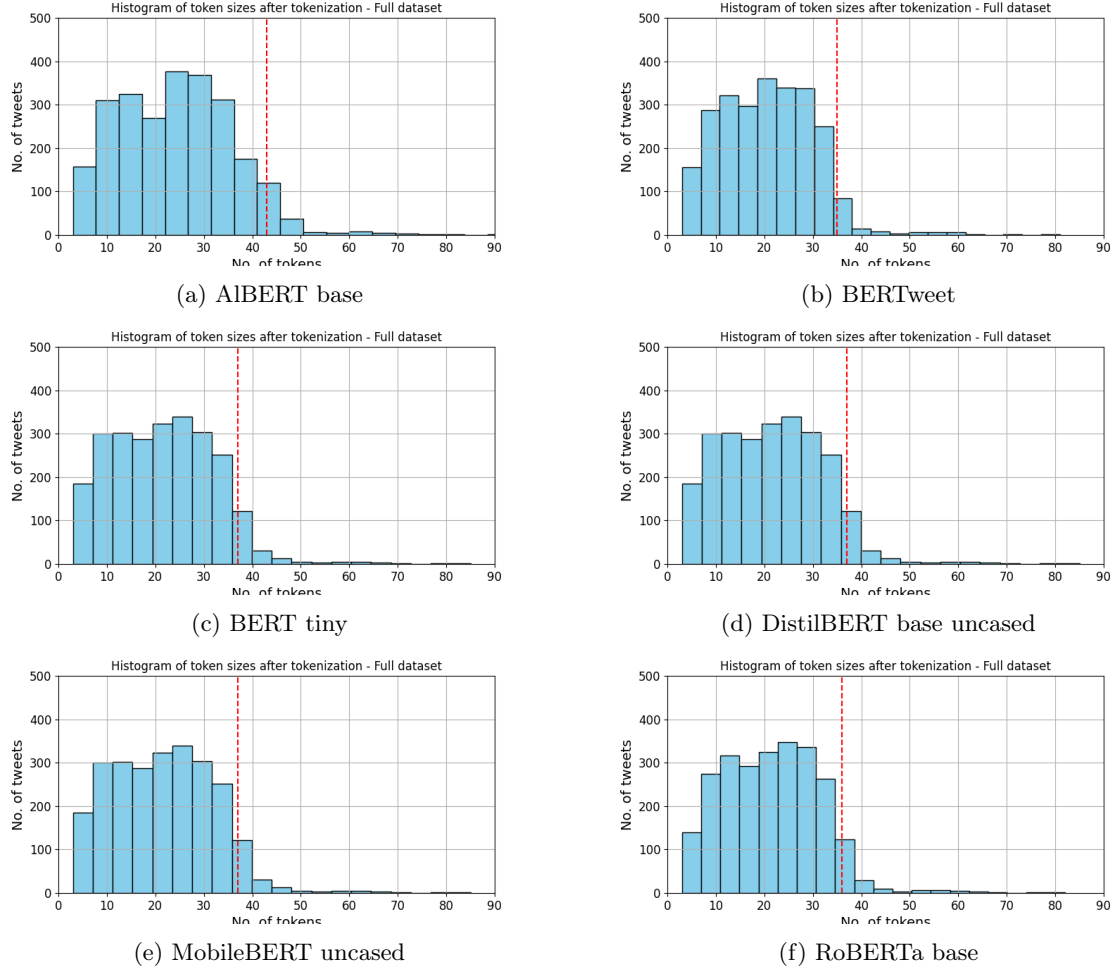 Histogram of token sizes after tokenization - Full dataset
No. of tweets
500
400
300
200
100
0
0 10 20 30 40 50 60 70 80 90
No. of tokens
(a) AlBERT base
Histogram of token sizes after tokenization - Full dataset
No. of tweets
500
400
300
200
100
0
0 10 20 30 40 50 60 70 80 90
No. of tokens
(b) BERTweet
Histogram of token sizes after tokenization - Full dataset
No. of tweets
500
400
300
200
100
0
0 10 20 30 40 50 60 70 80 90
No. of tokens
(c) BERT tiny
Histogram of token sizes after tokenization - Full dataset
No. of tweets
500
400
300
200
100
0
0 10 20 30 40 50 60 70 80 90
No. of tokens
(d) DistilBERT base uncased
Histogram of token sizes after tokenization - Full dataset
No. of tweets
500
400
300
200
100
0
0 10 20 30 40 50 60 70 80 90
No. of tokens
(e) MobileBERT uncased
Histogram of token sizes after tokenization - Full dataset
No. of tweets
500
400
300
200
100
0
0 10 20 30 40 50 60 70 80 90
No. of tokens
(f) RoBERTa base